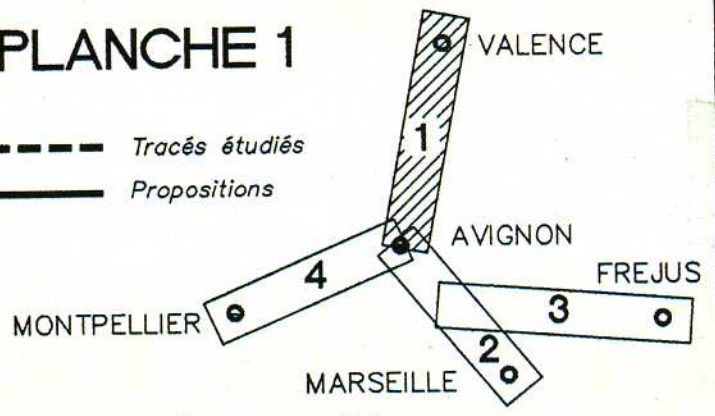 PLANCHE 1
VALENCE
1
Tracés étudiés
Propositions
AVIGNON
4
FREJUS
3
MONTPELLIER
2
MARSEILLE